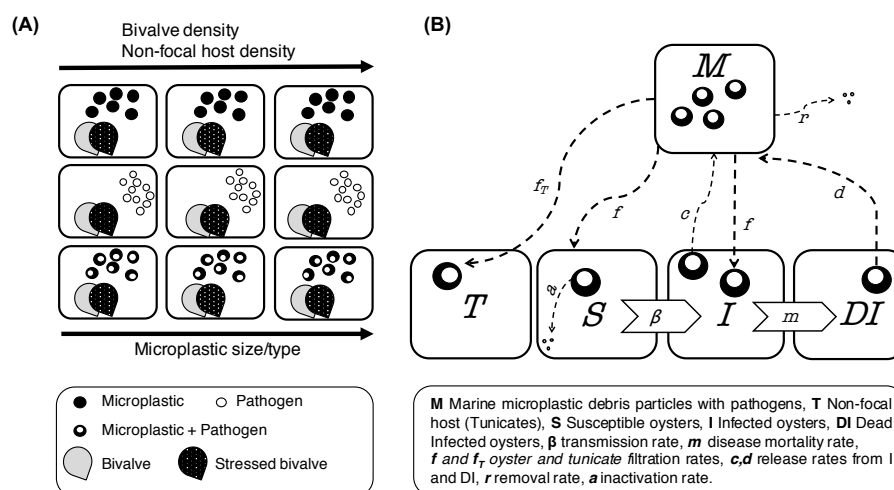 (A)
Bivalve density
Non-focal host density
Microplastic size/type
Microplastic
Pathogen
Microplastic + Pathogen
Bivalve
Stressed bivalve
(B)
M
r
f_T
f
c
f
d
a
T
S
β
I
m
DI
M Marine microplastic debris particles with pathogens, T Non-focal
host (Tunicates), S Susceptible oysters, I Infected oysters, DI Dead
Infected oysters, β transmission rate, m disease mortality rate,
f and f_T oyster and tunicate filtration rates, c,d release rates from I
and DI, r removal rate, a inactivation rate.